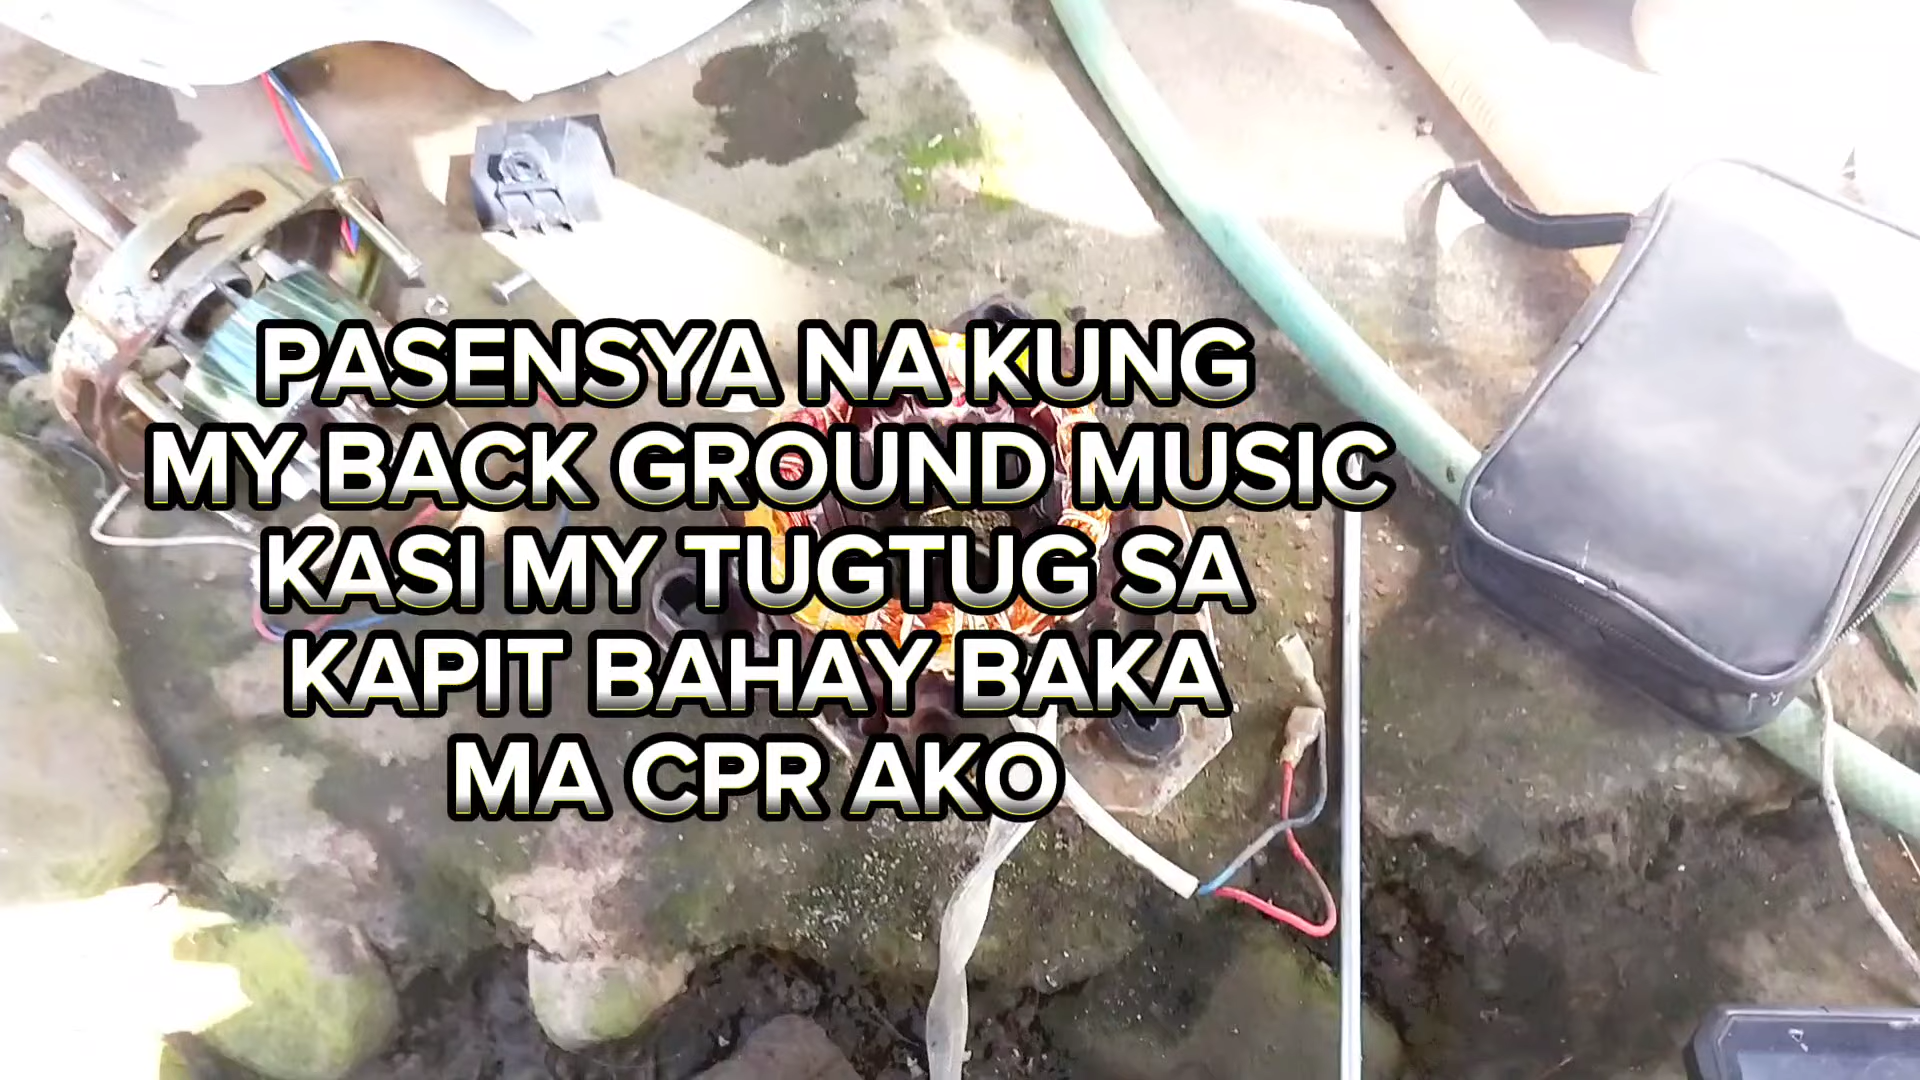 PASENSYA NA KUNG
MY BACK GROUND MUSIC
KASI MY TUGTUG SA
KAPIT BAHAY BAKA
MA CPR AKO